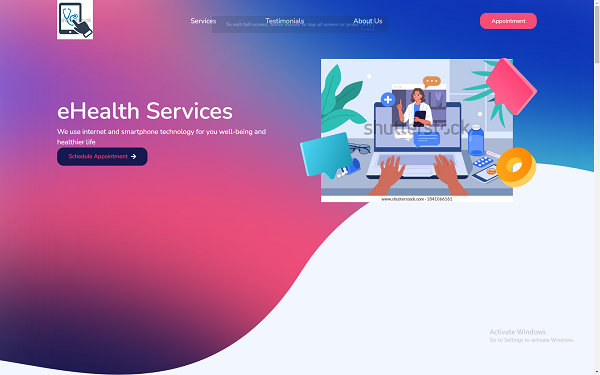 Services
Testimonials
About Us
Appointment
To exit full screen, move mouse to top of screen or press
eHealth Services
We use internet and smartphone technology for you well-being and
healthier life
Schedule Appointment
shutterstock
www.shutterstock.com · 1841066161
Activate Windows
Go to Settings to activate Windows.